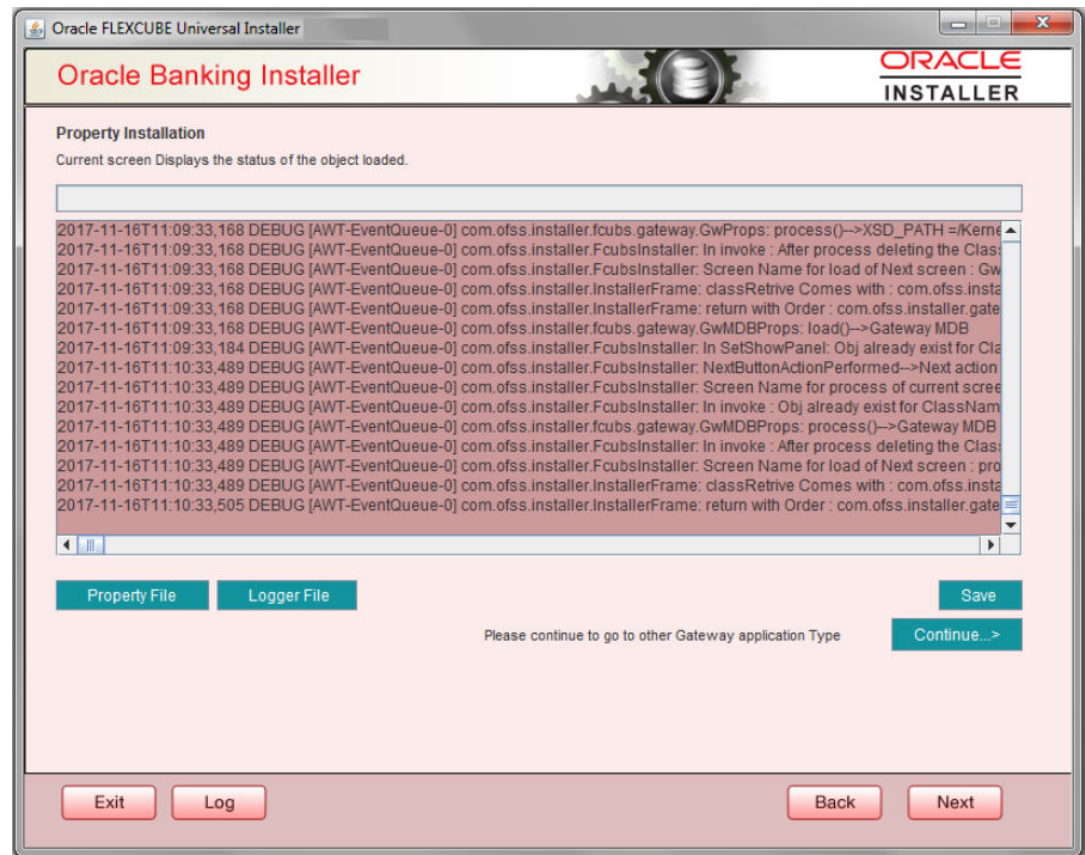 Oracle FLEXCUBE Universal Installer
Oracle Banking Installer
ORACLE
INSTALLER
Property Installation
Current screen Displays the status of the object loaded.
2017-11-16T11:09:33,168 DEBUG [AWT-EventQueue-0] com.ofss.installer.fcubs.gateway.GwProps: process()-->XSD_PATH =/Kerne
2017-11-16T11:09:33,168 DEBUG [AWT-EventQueue-0] com.ofss.installer.FcubsInstaller: In invoke : After process deleting the Clas
2017-11-16T11:09:33,168 DEBUG [AWT-EventQueue-0] com.ofss.installer.FcubsInstaller: Screen Name for load of Next screen : Gw
2017-11-16T11:09:33,168 DEBUG [AWT-EventQueue-0] com.ofss.installer.InstallerFrame: classRetrive Comes with : com.ofss.insta
2017-11-16T11:09:33,168 DEBUG [AWT-EventQueue-0] com.ofss.installer.InstallerFrame: return with Order : com.ofss.installer.gate
2017-11-16T11:09:33,168 DEBUG [AWT-EventQueue-0] com.ofss.installer.fcubs.gateway.GwMDBProps: load()-->Gateway MDB
2017-11-16T11:09:33,184 DEBUG [AWT-EventQueue-0] com.ofss.installer.FcubsInstaller: In SetShowPanel: Obj already exist for Cla
2017-11-16T11:10:33,489 DEBUG [AWT-EventQueue-0] com.ofss.installer.FcubsInstaller: NextButtonActionPerformed-->Next action
2017-11-16T11:10:33,489 DEBUG [AWT-EventQueue-0] com.ofss.installer.FcubsInstaller: Screen Name for process of current scree
2017-11-16T11:10:33,489 DEBUG [AWT-EventQueue-0] com.ofss.installer.FcubsInstaller: In invoke : Obj already exist for ClassNam
2017-11-16T11:10:33,489 DEBUG [AWT-EventQueue-0] com.ofss.installer.fcubs.gateway.GwMDBProps: process()-->Gateway MDB
2017-11-16T11:10:33,489 DEBUG [AWT-EventQueue-0] com.ofss.installer.FcubsInstaller: In invoke : After process deleting the Clas
2017-11-16T11:10:33,489 DEBUG [AWT-EventQueue-0] com.ofss.installer.FcubsInstaller: Screen Name for load of Next screen : pro
2017-11-16T11:10:33,489 DEBUG [AWT-EventQueue-0] com.ofss.installer.InstallerFrame: classRetrive Comes with : com.ofss.insta
2017-11-16T11:10:33,505 DEBUG [AWT-EventQueue-0] com.ofss.installer.InstallerFrame: return with Order : com.ofss.installer.gate
Property File Logger File Save
Please continue to go to other Gateway application Type Continue...>
Exit Log Back Next